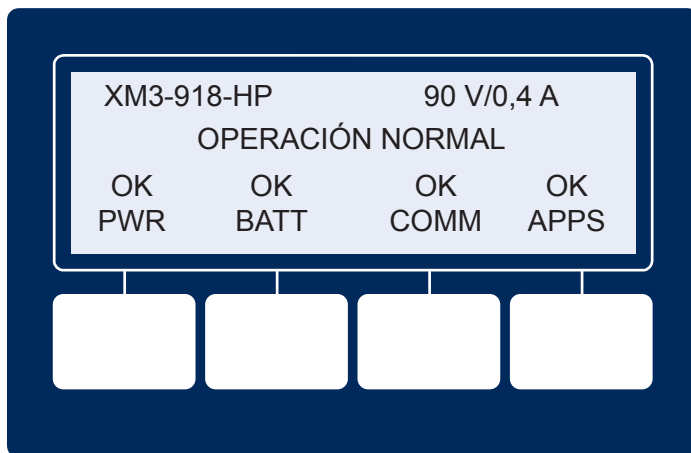 XM3-918-HP 90 V/0,4 A
OPERACIÓN NORMAL
OK OK OK OK
PWR BATT COMM APPS